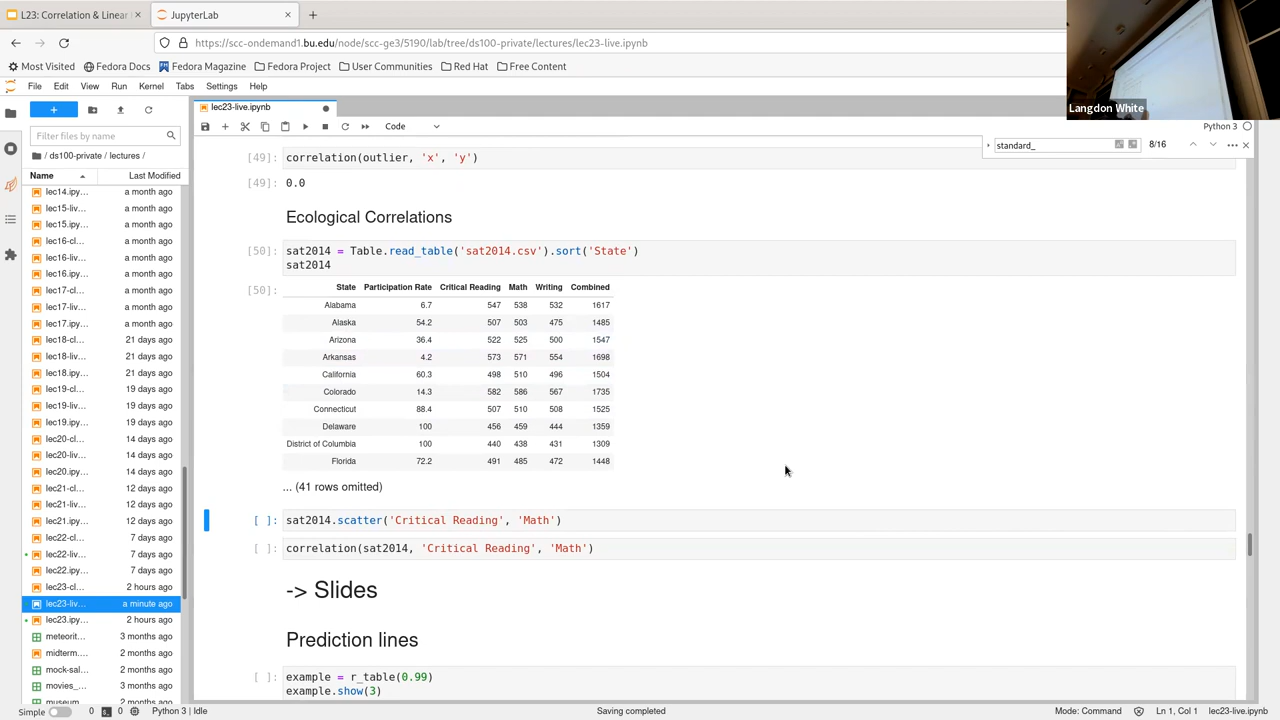 L23: Correlation & Linear
JupyterLab
https://scc-ondemand1.bu.edu/node/scc-ge3/5190/lab/tree/ds100-private/lectures/lec23-live.ipynb
Most Visited
Fedora Docs
Fedora Magazine
Fedora Project
User Communities
Red Hat
Free Content
Langdon White
File Edit View Run Kernel Tabs Settings Help
lec23-live.ipynb
Code
Python 3
Filter files by name
/ ds100-private / lectures /
Name Last Modified
lec14.ipy... a month ago
lec15-liv... a month ago
lec15.ipy... a month ago
lec16-cl... a month ago
lec16-liv... a month ago
lec16.ipy... a month ago
lec17-cl... a month ago
lec17-liv... a month ago
lec17.ipy... a month ago
lec18-cl... 21 days ago
lec18-liv... 21 days ago
lec18.ipy... 21 days ago
lec19-cl... 19 days ago
lec19-liv... 19 days ago
lec19.ipy... 19 days ago
lec20-cl... 14 days ago
lec20-liv... 14 days ago
lec20.ipy... 14 days ago
lec21-cl... 12 days ago
lec21-liv... 12 days ago
lec21.ipy... 12 days ago
lec22-cl... 7 days ago
lec22-liv... 7 days ago
lec22.ipy... 7 days ago
lec23-cl... 2 hours ago
lec23-liv... a minute ago
lec23.ipy... 2 hours ago
meteorit... 3 months ago
midterm.... 2 months ago
mock-sal... 2 months ago
movies_... 3 months ago
museum 2 months ago
standard_ 8/16
[49]: correlation(outlier, 'x', 'y')
[49]: 0.0
Ecological Correlations
[50]: sat2014 = Table.read_table('sat2014.csv').sort('State')
sat2014
[50]: State Participation Rate Critical Reading Math Writing Combined
Alabama 6.7 547 538 532 1617
Alaska 54.2 507 503 475 1485
Arizona 36.4 522 525 500 1547
Arkansas 4.2 573 571 554 1698
California 60.3 498 510 496 1504
Colorado 14.3 582 586 567 1735
Connecticut 88.4 507 510 508 1525
Delaware 100 456 459 444 1359
District of Columbia 100 440 438 431 1309
Florida 72.2 491 485 472 1448
... (41 rows omitted)
[ ]: sat2014.scatter('Critical Reading', 'Math')
[ ]: correlation(sat2014, 'Critical Reading', 'Math')
-> Slides
Prediction lines
[ ]: example = r_table(0.99)
example.show(3)
Simple 0 0 Python 3 | Idle Saving completed Mode: Command Ln 1, Col 1 lec23-live.ipynb